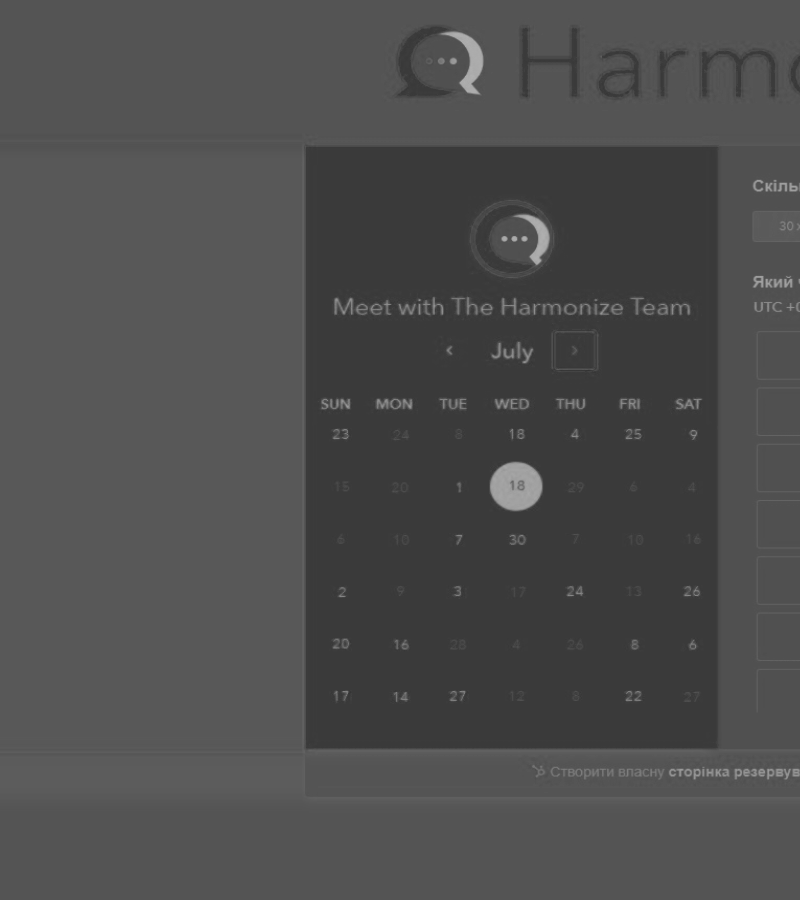 Harmo
Meet with The Harmonize Team
‹ July ›
SUN MON TUE WED THU FRI SAT
23 24 8 18 4 25 9
15 20 1 18 29 6 4
6 10 7 30 7 10 16
2 9 3 17 24 13 26
20 16 28 4 26 8 6
17 14 27 12 8 22 27
Скіль
30 х
Який ч
UTC +0
Створити власну сторінка резервув